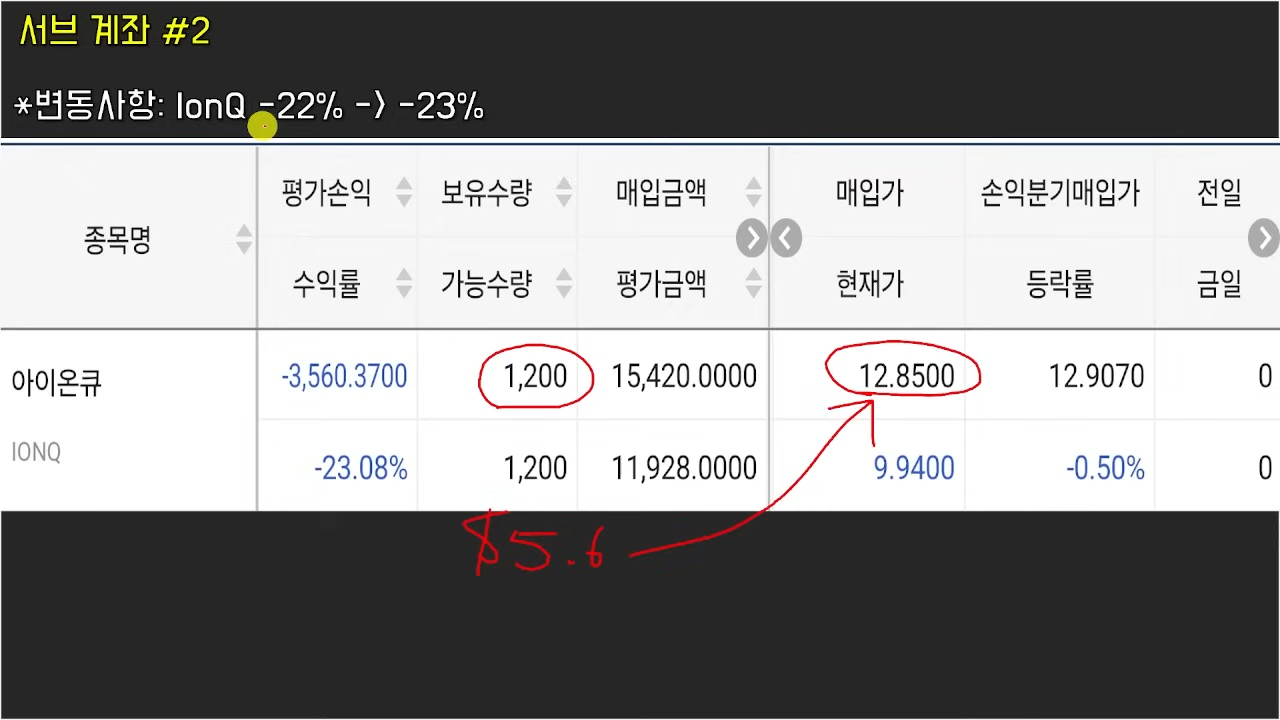 서브 계좌 #2
*변동사항: IonQ -22% -> -23%
종목명
평가손익 보유수량 매입금액 매입가 손익분기매입가 전일
수익률 가능수량 평가금액 현재가 등락률 금일
아이온큐 -3,560.3700 1,200 15,420.0000 12.8500 12.9070 0
IONQ -23.08% 1,200 11,928.0000 9.9400 -0.50% 0
$5.6